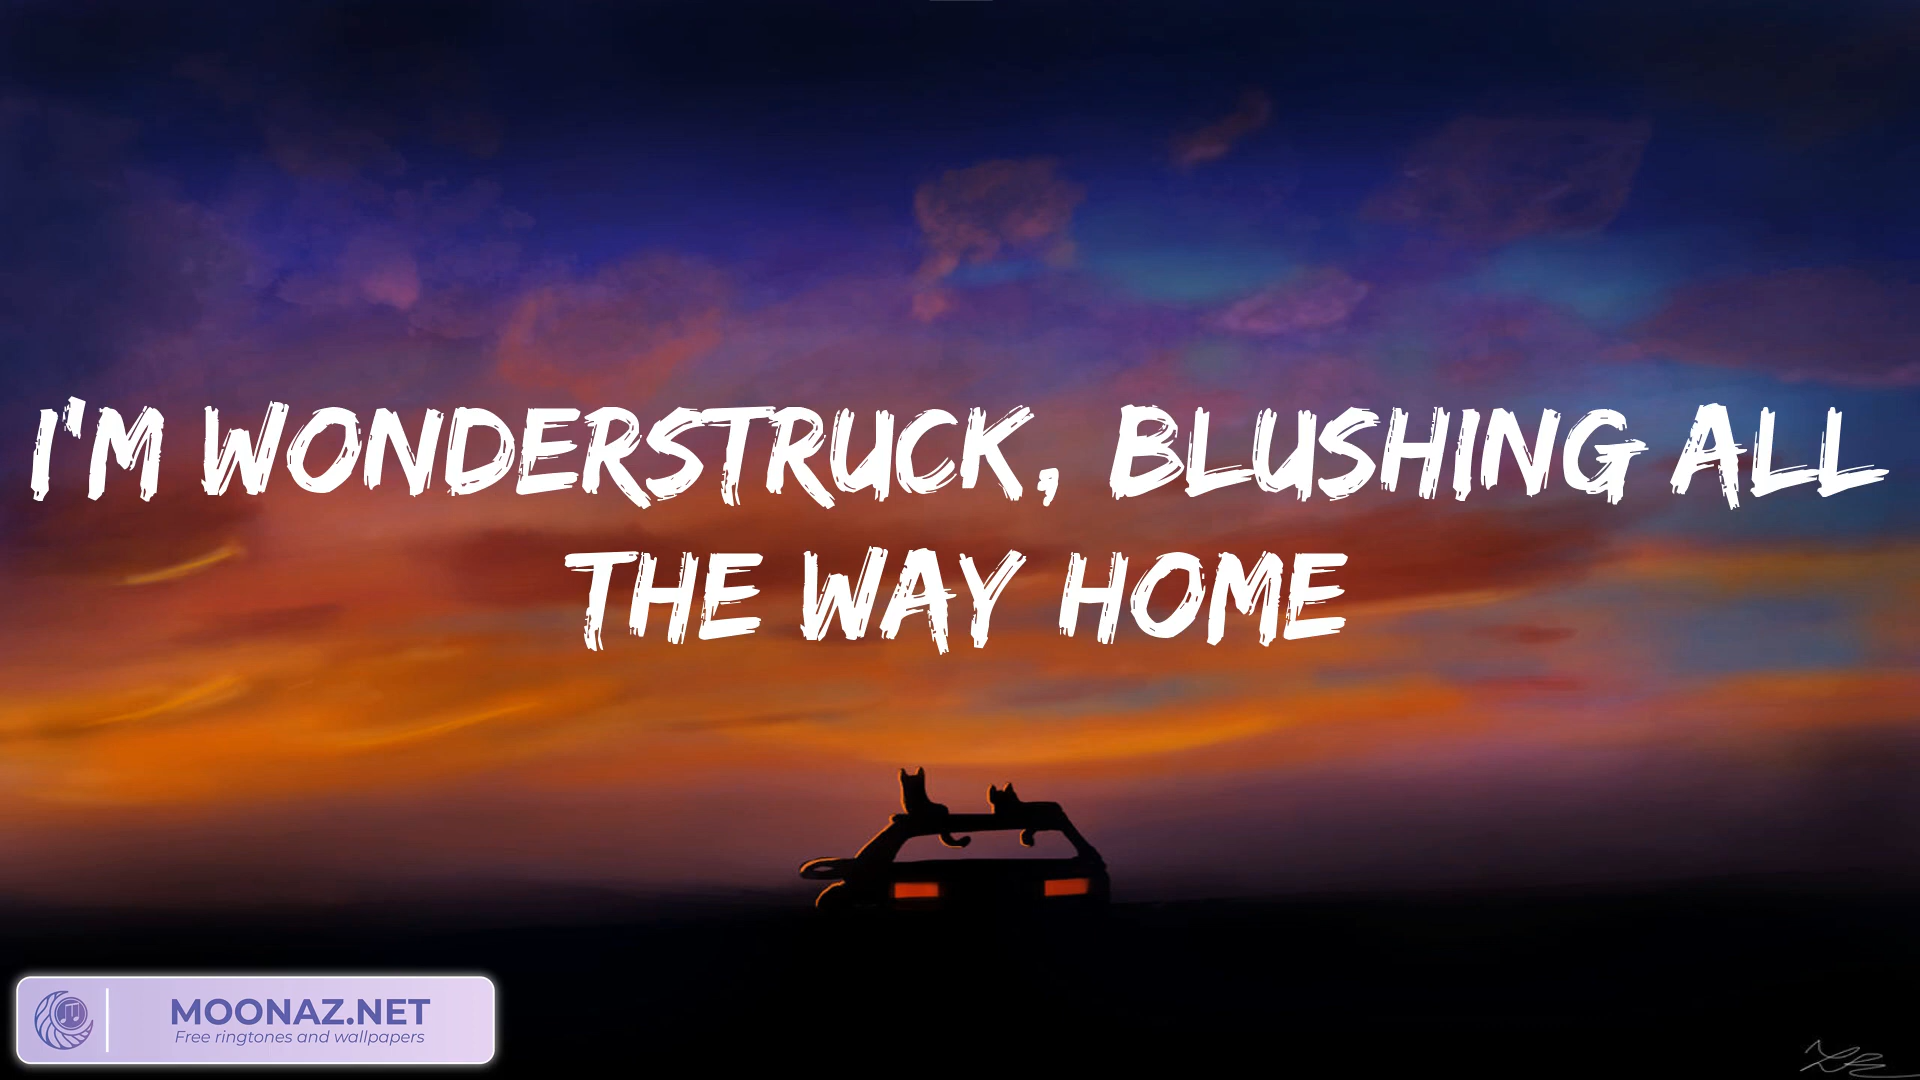 I'M WONDERSTRUCK, BLUSHING ALL
THE WAY HOME
MOONAZ.NET
Free ringtones and wallpapers